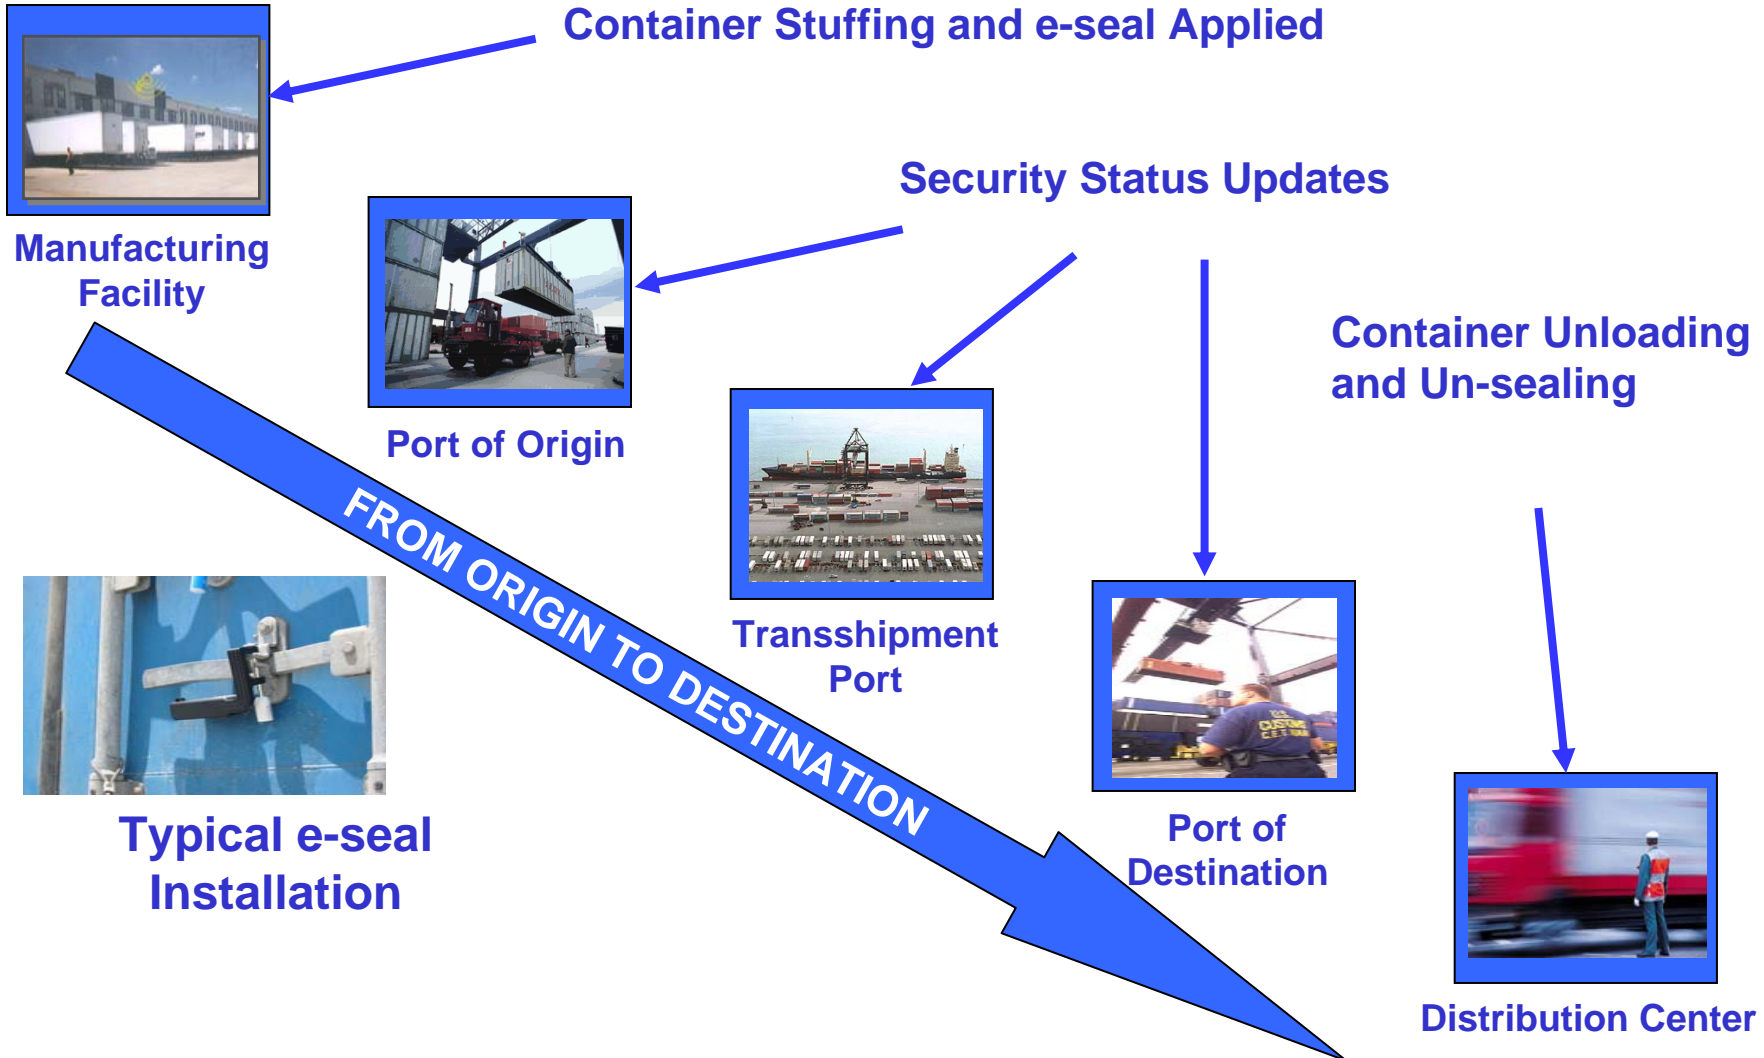 Container Stuffing and e-seal Applied
Security Status Updates
Manufacturing
Facility
Container Unloading
and Un-sealing
Port of Origin
FROM ORIGIN TO DESTINATION
Transshipment
Port
CUSTOMS
Typical e-seal
Installation
Port of
Destination
Distribution Center